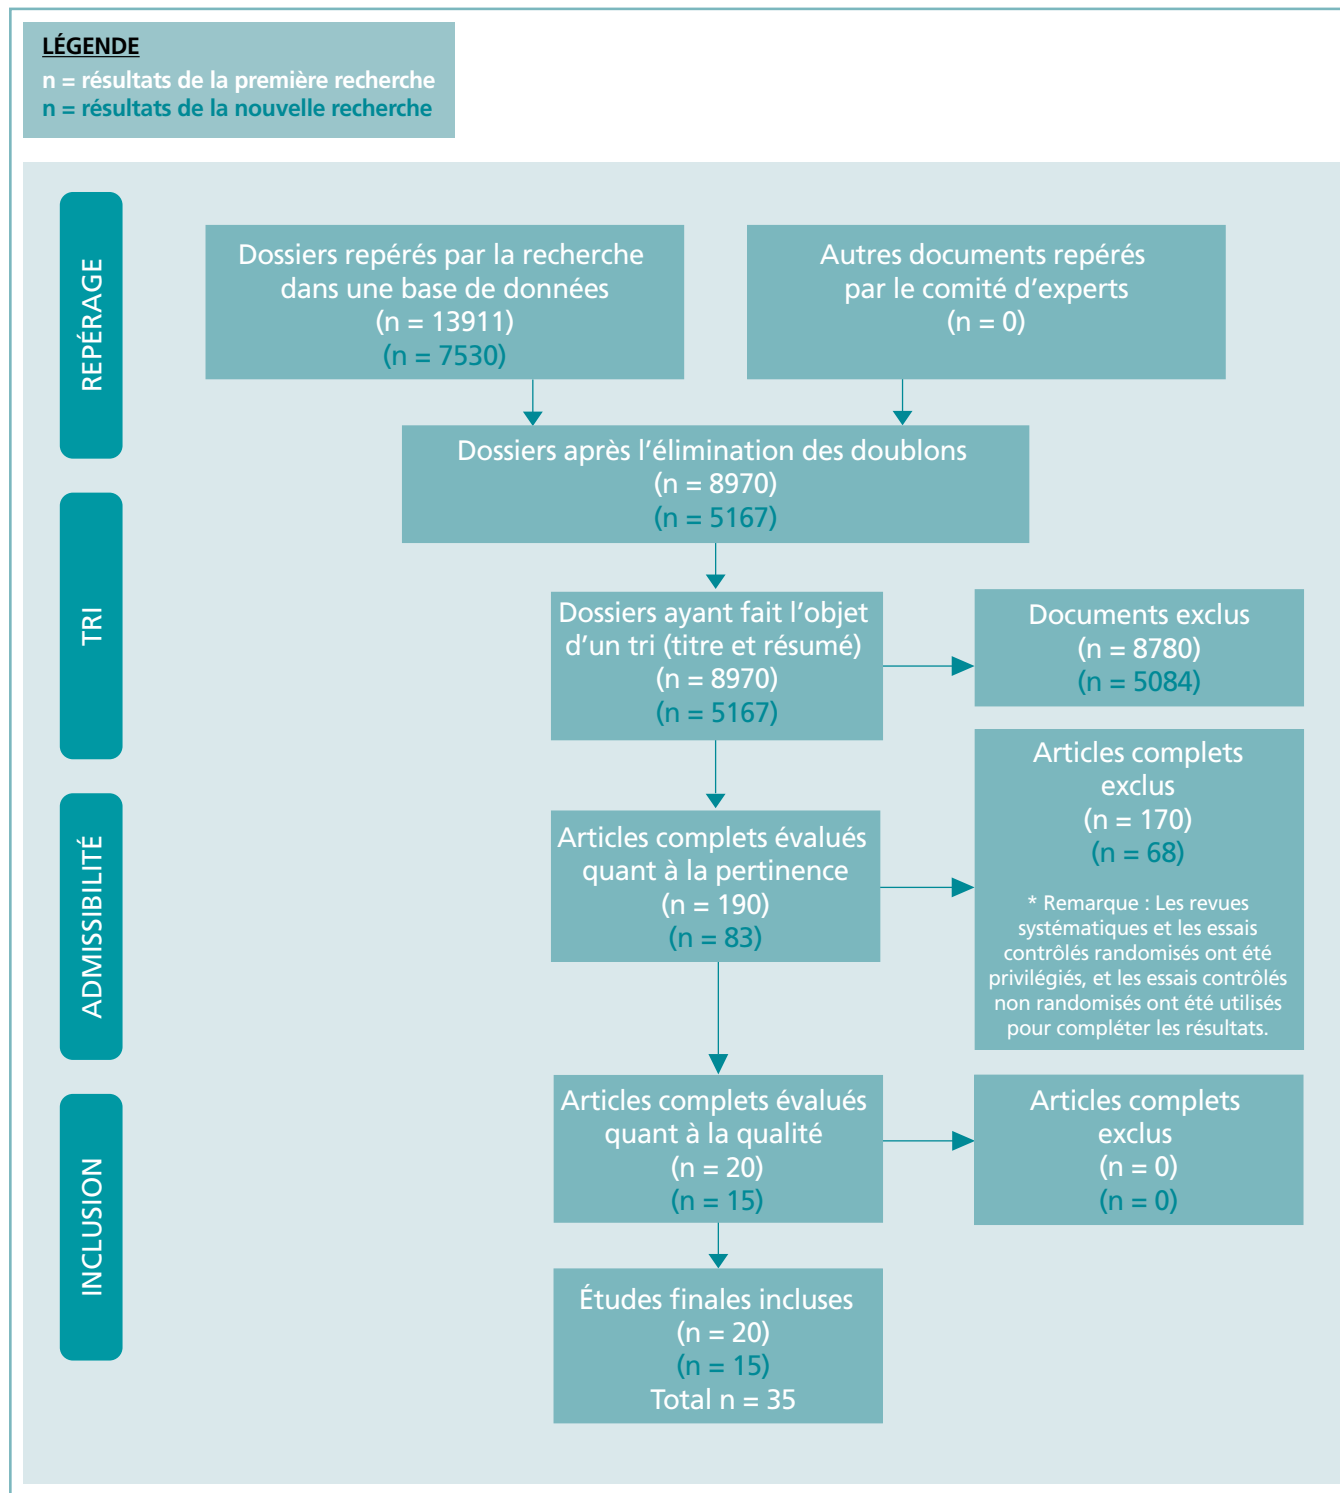 LÉGENDE
n = résultats de la première recherche
n = résultats de la nouvelle recherche
REPÉRAGE
Dossiers repérés par la recherche
dans une base de données
(n = 13911)
(n = 7530)
Autres documents repérés
par le comité d’experts
(n = 0)
Dossiers après l’élimination des doublons
(n = 8970)
(n = 5167)
TRI
Dossiers ayant fait l’objet
d’un tri (titre et résumé)
(n = 8970)
(n = 5167)
Documents exclus
(n = 8780)
(n = 5084)
ADMISSIBILITÉ
Articles complets évalués
quant à la pertinence
(n = 190)
(n = 83)
Articles complets
exclus
(n = 170)
(n = 68)
* Remarque : Les revues
systématiques et les essais
contrôlés randomisés ont été
privilégiés, et les essais contrôlés
non randomisés ont été utilisés
pour compléter les résultats.
INCLUSION
Articles complets évalués
quant à la qualité
(n = 20)
(n = 15)
Articles complets
exclus
(n = 0)
(n = 0)
Études finales incluses
(n = 20)
(n = 15)
Total n = 35